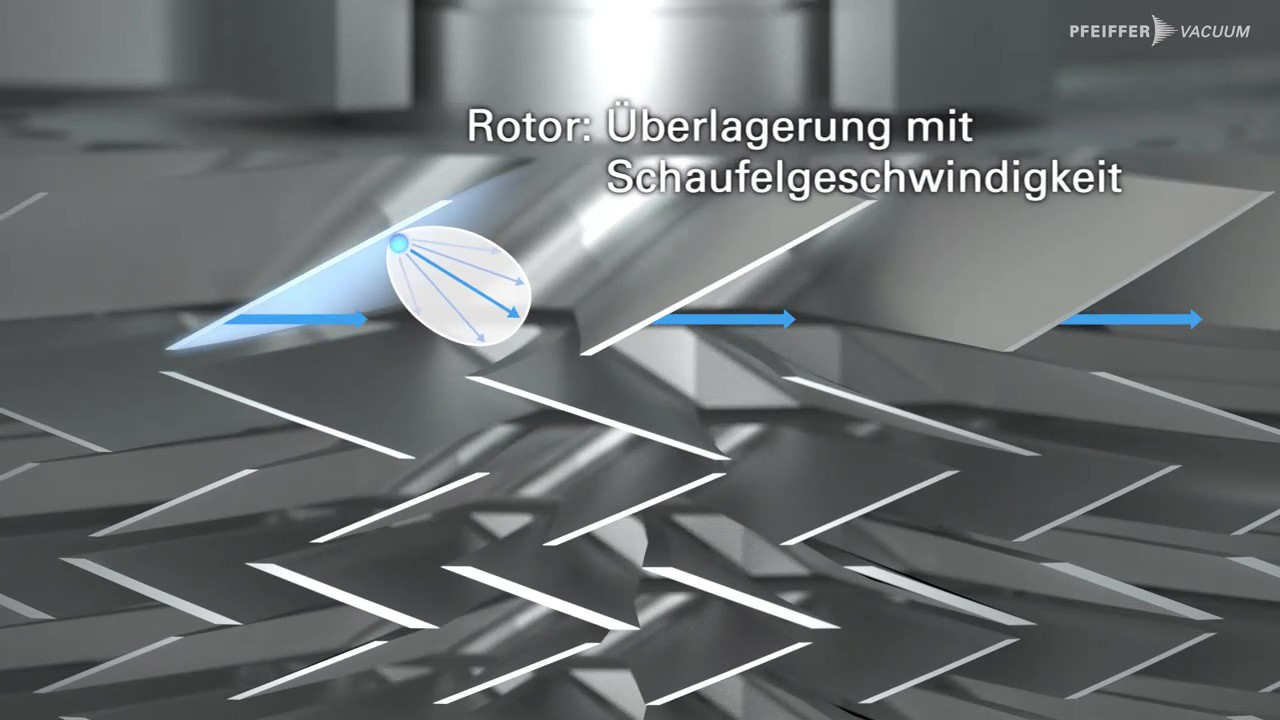 PFEIFFER VACUUM
Rotor: Überlagerung mit
Schaufelgeschwindigkeit